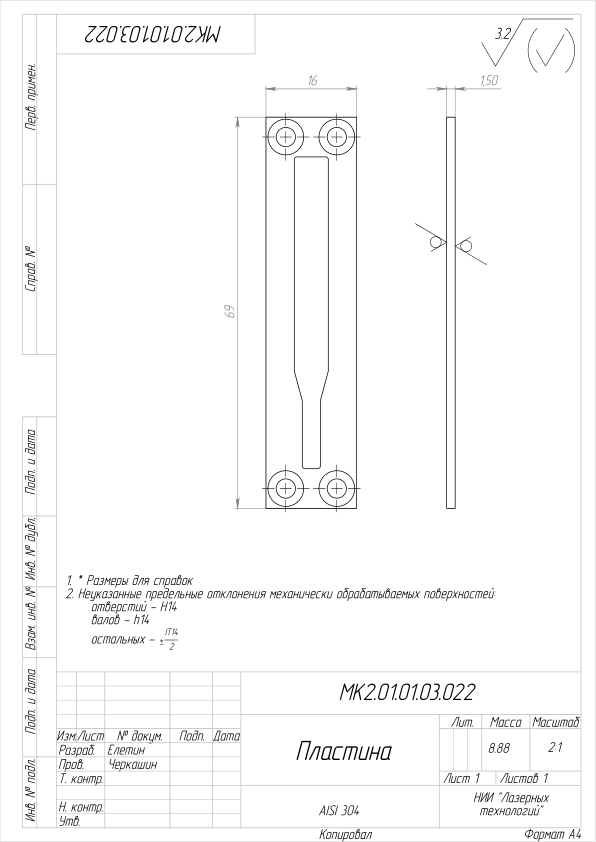 МК2.01.01.03.022
3.2
Перв. примен.
Справ. №
16
1,50
69
Подп. и дата
Инв. № дубл.
Взам. инв. №
Подп. и дата
Инв. № подл.
1. * Размеры для справок
2. Неуказанные предельные отклонения механически обрабатываемых поверхностей:
отверстий – H14
валов – h14
остальных – ± IT14/2
МК2.01.01.03.022
Изм. Лист № докум. Подп. Дата
Разраб. Елетин
Пров. Черкашин
Т. контр.
Н. контр.
Утв.
Пластина
Лит. Масса Масштаб
8.88 2:1
Лист 1 Листов 1
AISI 304
НИИ "Лазерных
технологий"
Копировал Формат A4